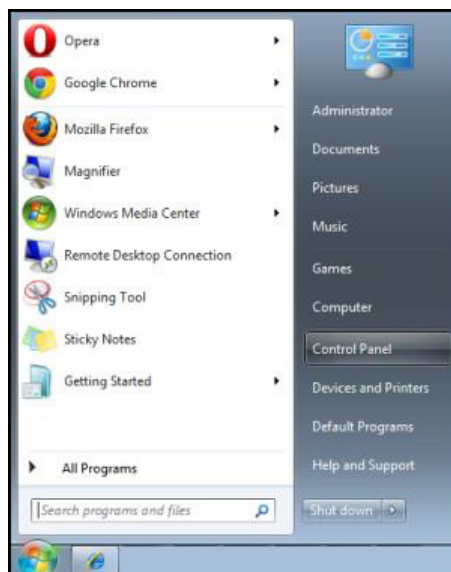 Opera
Google Chrome
Mozilla Firefox
Magnifier
Windows Media Center
Remote Desktop Connection
Snipping Tool
Sticky Notes
Getting Started
All Programs
Search programs and files
Administrator
Documents
Pictures
Music
Games
Computer
Control Panel
Devices and Printers
Default Programs
Help and Support
Shut down